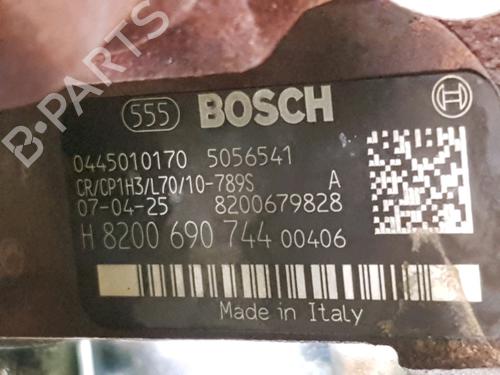 B-PARTS
555 BOSCH
0445010170 5056541
CR/CP1H3/L70/10-789S A
07-04-25 8200679828
H 8200 690 744 00406
Made in Italy